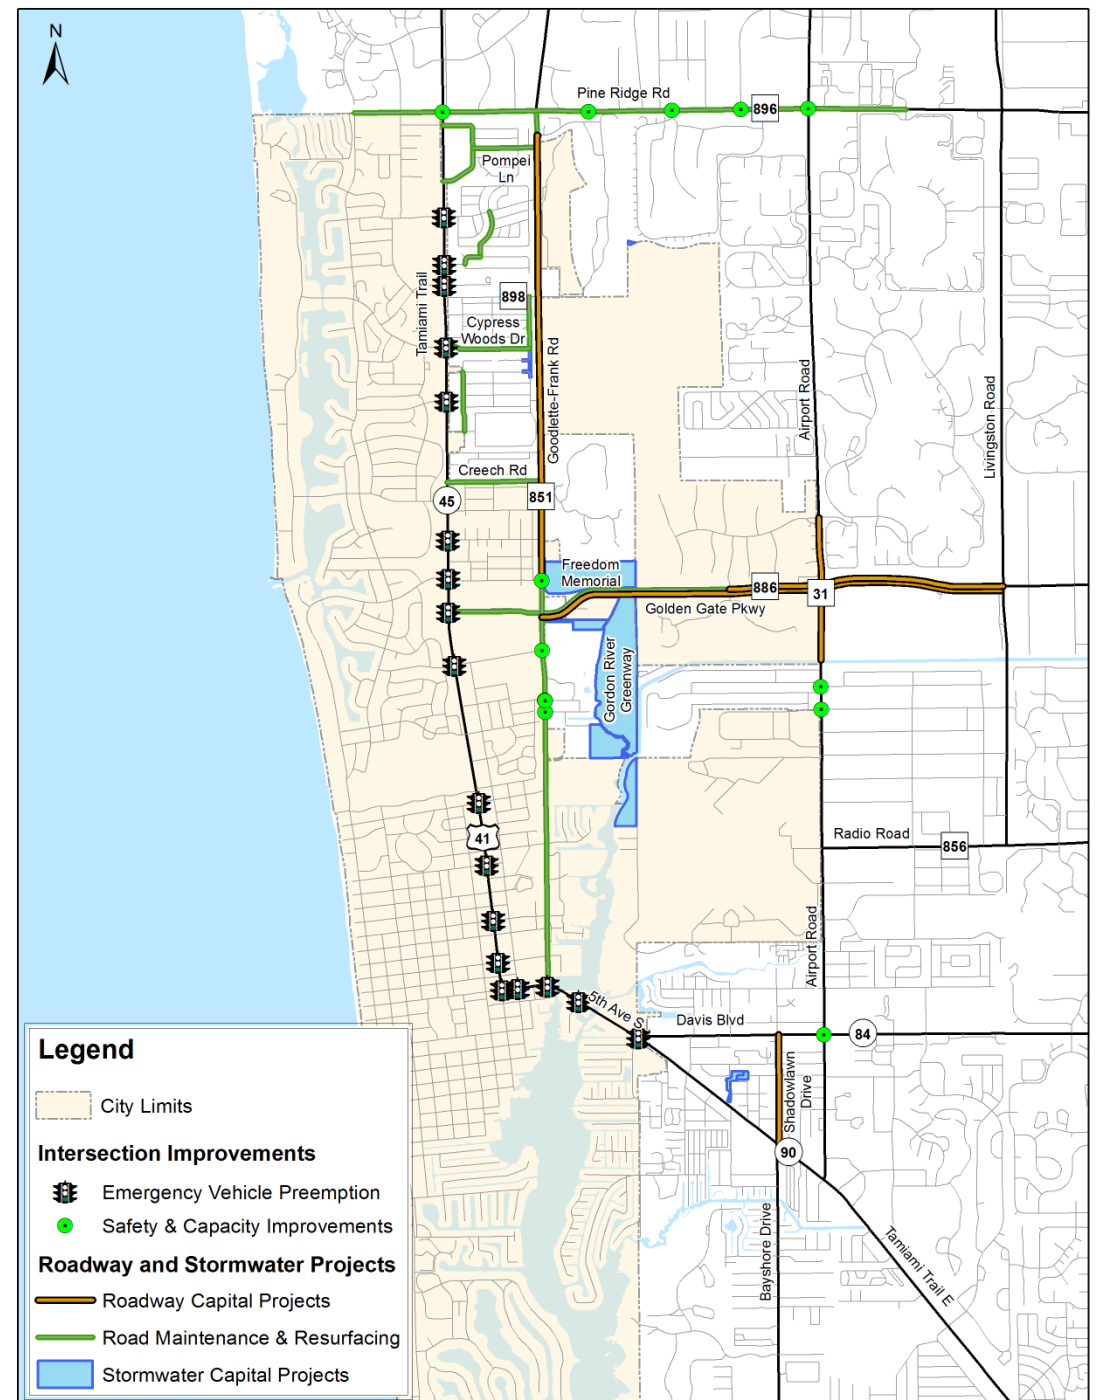 N
Pine Ridge Rd
896
Pompei
Ln
Tamiami Trail
898
Cypress
Woods Dr
Goodlette-Frank Rd
Airport Road
Livingston Road
Creech Rd
45
851
Freedom
Memorial
886
31
Golden Gate Pkwy
Gordon River
Greenway
41
Radio Road
856
Airport Road
5th Ave S
Davis Blvd
84
Shadowlawn
Drive
90
Bayshore Drive
Tamiami Trail E
Legend
City Limits
Intersection Improvements
Emergency Vehicle Preemption
Safety & Capacity Improvements
Roadway and Stormwater Projects
Roadway Capital Projects
Road Maintenance & Resurfacing
Stormwater Capital Projects